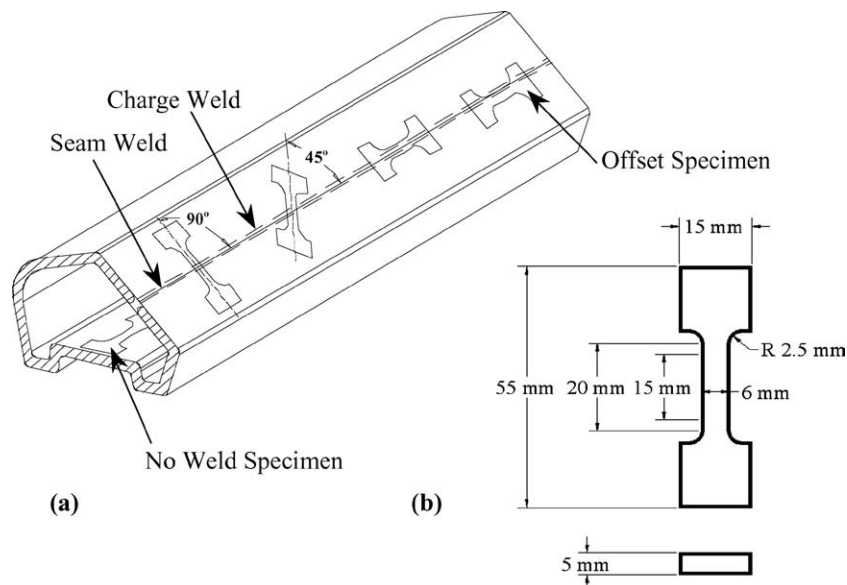 Charge Weld
Seam Weld
45º
90º
Offset Specimen
No Weld Specimen
(a)
15 mm
R 2.5 mm
55 mm
20 mm
15 mm
6 mm
(b)
5 mm